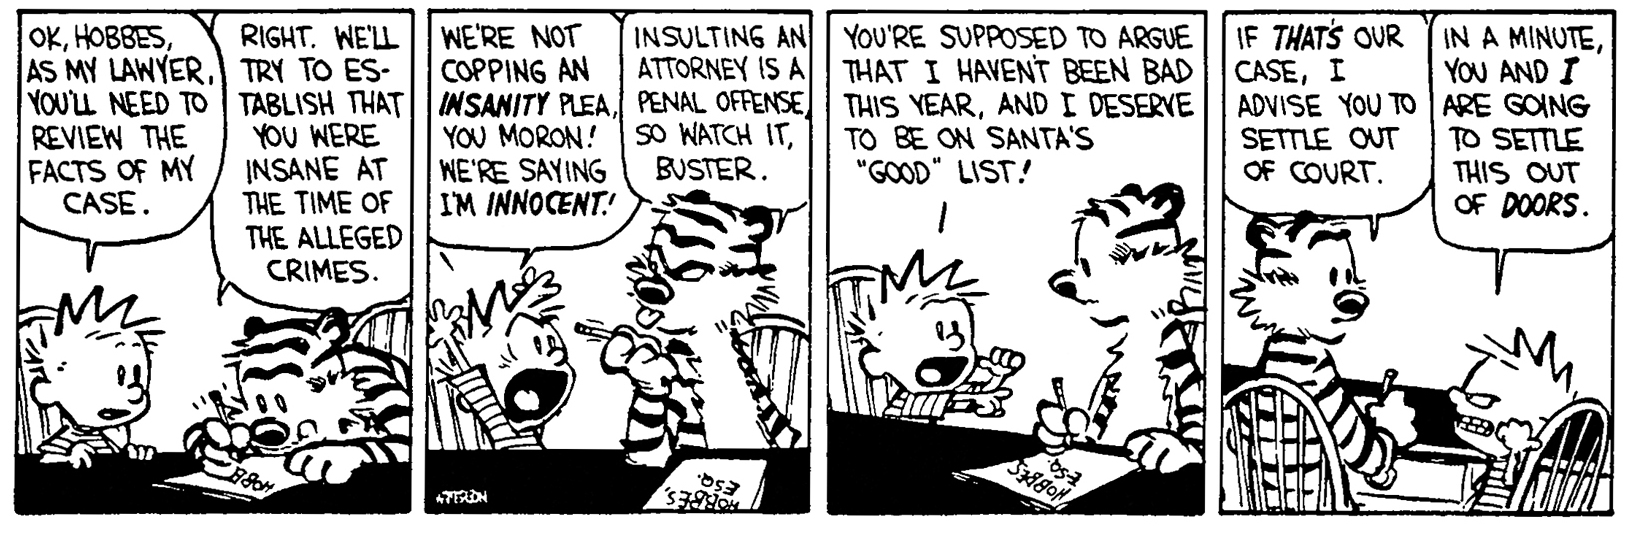 OK, HOBBES,
AS MY LAWYER,
YOU'LL NEED TO
REVIEW THE
FACTS OF MY
CASE.
RIGHT. WE'LL
TRY TO ES-
TABLISH THAT
YOU WERE
INSANE AT
THE TIME OF
THE ALLEGED
CRIMES.
HOBB
WE'RE NOT
COPPING AN
INSANITY PLEA,
YOU MORON!
WE'RE SAYING
I'M INNOCENT!
INSULTING AN
ATTORNEY IS A
PENAL OFFENSE,
SO WATCH IT,
BUSTER.
HOBBES,
ESQ.
YOU'RE SUPPOSED TO ARGUE
THAT I HAVEN'T BEEN BAD
THIS YEAR, AND I DESERVE
TO BE ON SANTA'S
"GOOD" LIST!
HOBBES
ESQ.
IF THAT'S OUR
CASE, I
ADVISE YOU TO
SETTLE OUT
OF COURT.
IN A MINUTE,
YOU AND I
ARE GOING
TO SETTLE
THIS OUT
OF DOORS.